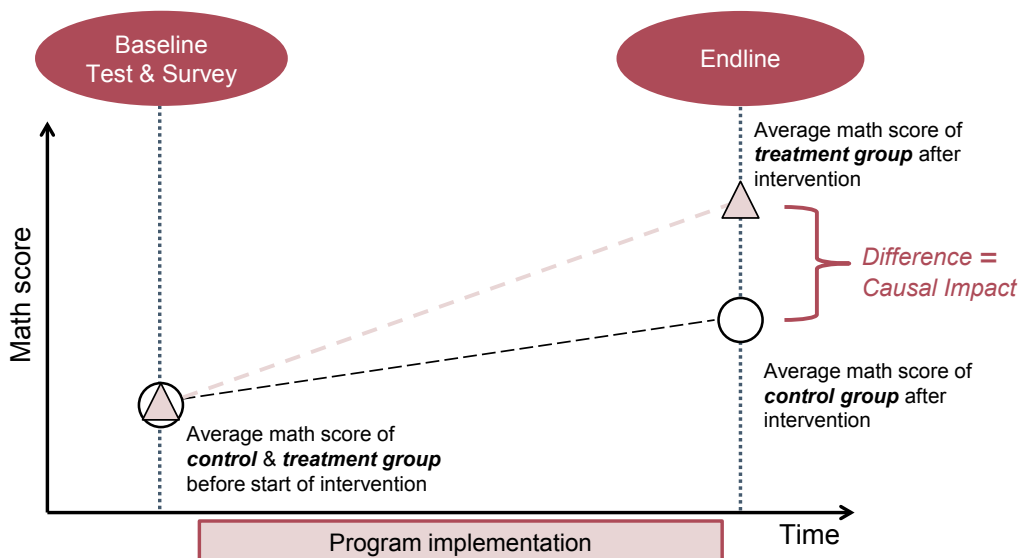 Baseline
Test & Survey
Endline
Average math score of
treatment group after
intervention
Difference =
Causal Impact
Math score
Average math score of
control group after
intervention
Average math score of
control & treatment group
before start of intervention
Time
Program implementation